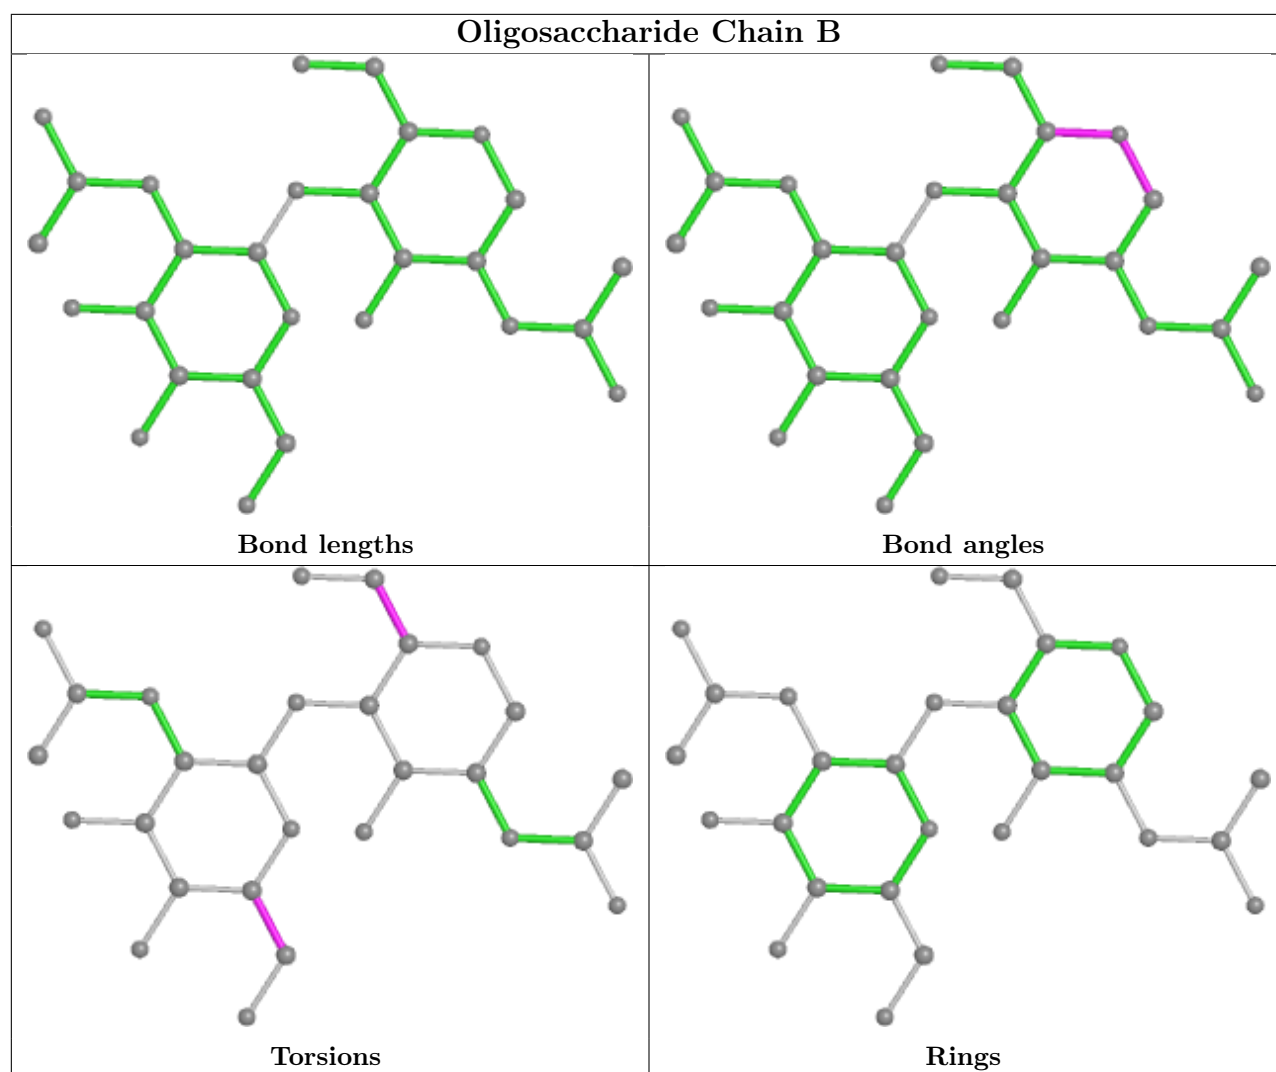 Oligosaccharide Chain B
Bond lengths
Bond angles
Torsions
Rings